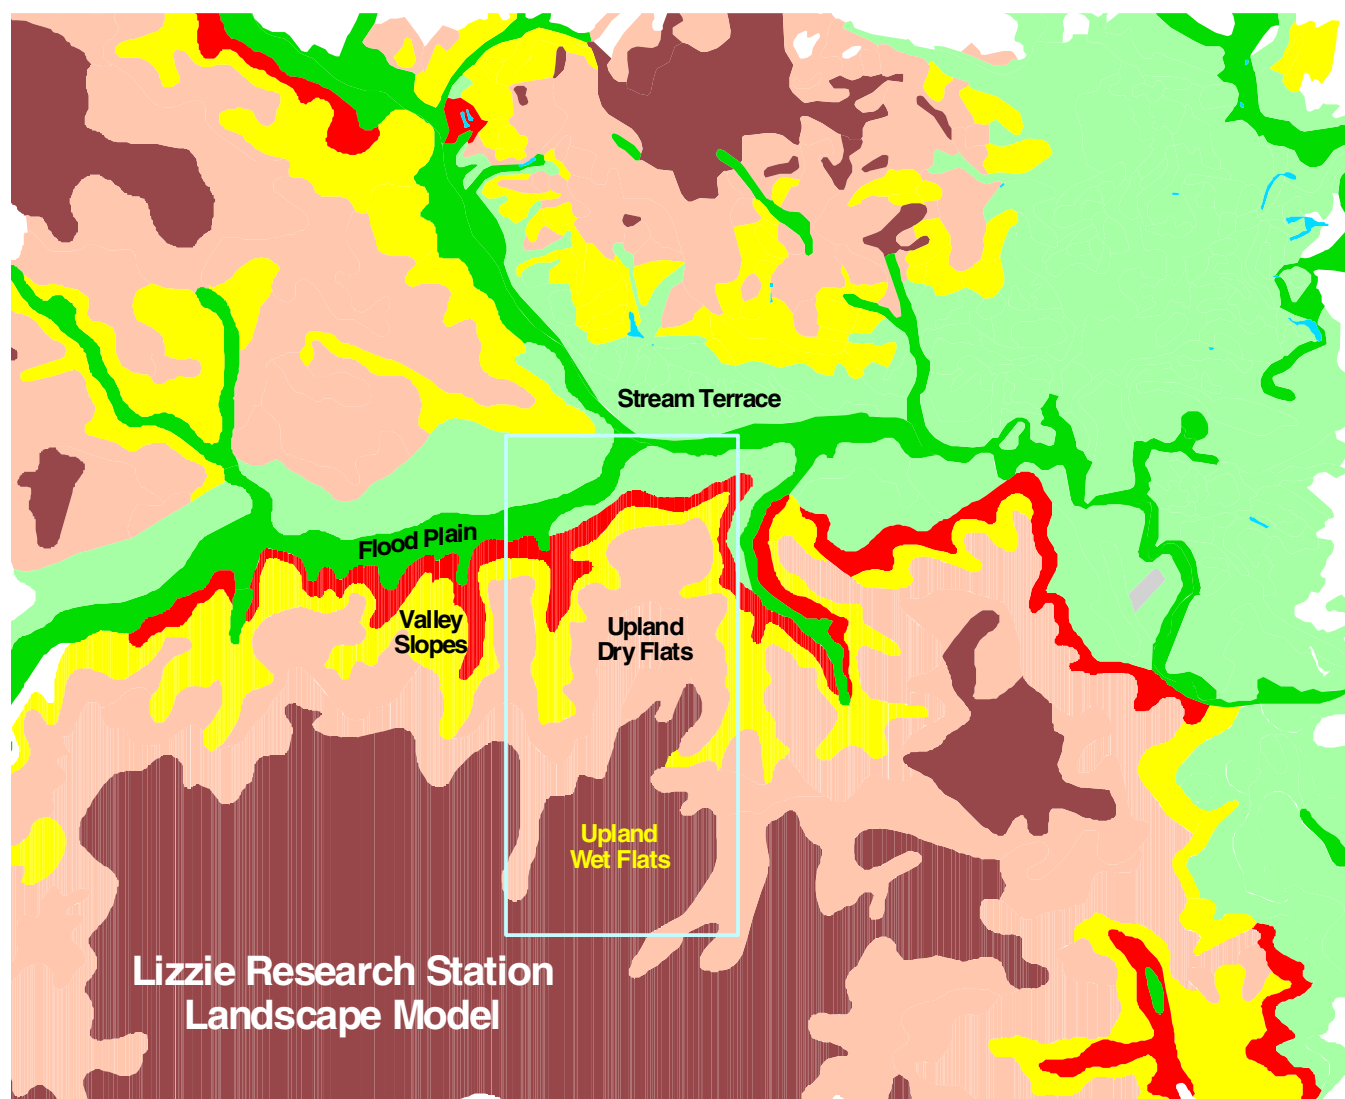 Stream Terrace
Flood Plain
Valley
Slopes
Upland
Dry Flats
Upland
Wet Flats
Lizzie Research Station
Landscape Model